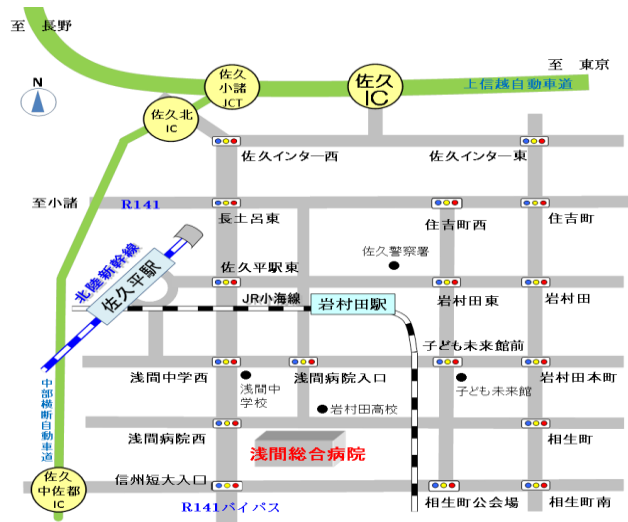 至 長野
至 東京
佐久
小諸
JCT
佐久
IC
上信越自動車道
N
佐久北
IC
佐久インター西
佐久インター東
至小諸
R141
長土呂東
住吉町西
住吉町
北陸新幹線
佐久平駅
佐久平駅東
佐久警察署
岩村田東
岩村田
JR小海線
岩村田駅
子ども未来館前
浅間中学西
浅間中
学校
浅間病院入口
子ども未来館
岩村田本町
岩村田高校
中部横断自動車道
浅間病院西
浅間総合病院
相生町
佐久
中佐都
IC
信州短大入口
R141バイパス
相生町公会場
相生町南